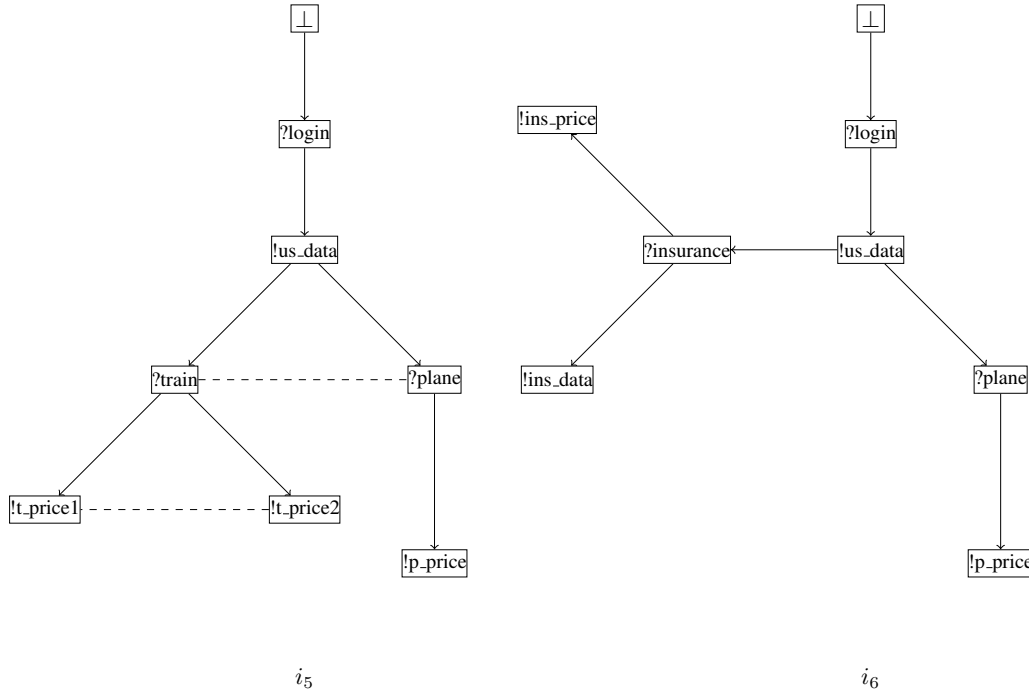 ⊥
?login
!us_data
?train
?plane
!t_price1
!t_price2
!p_price
i5
⊥
!ins_price
?login
?insurance
!us_data
!ins_data
?plane
!p_price
i6